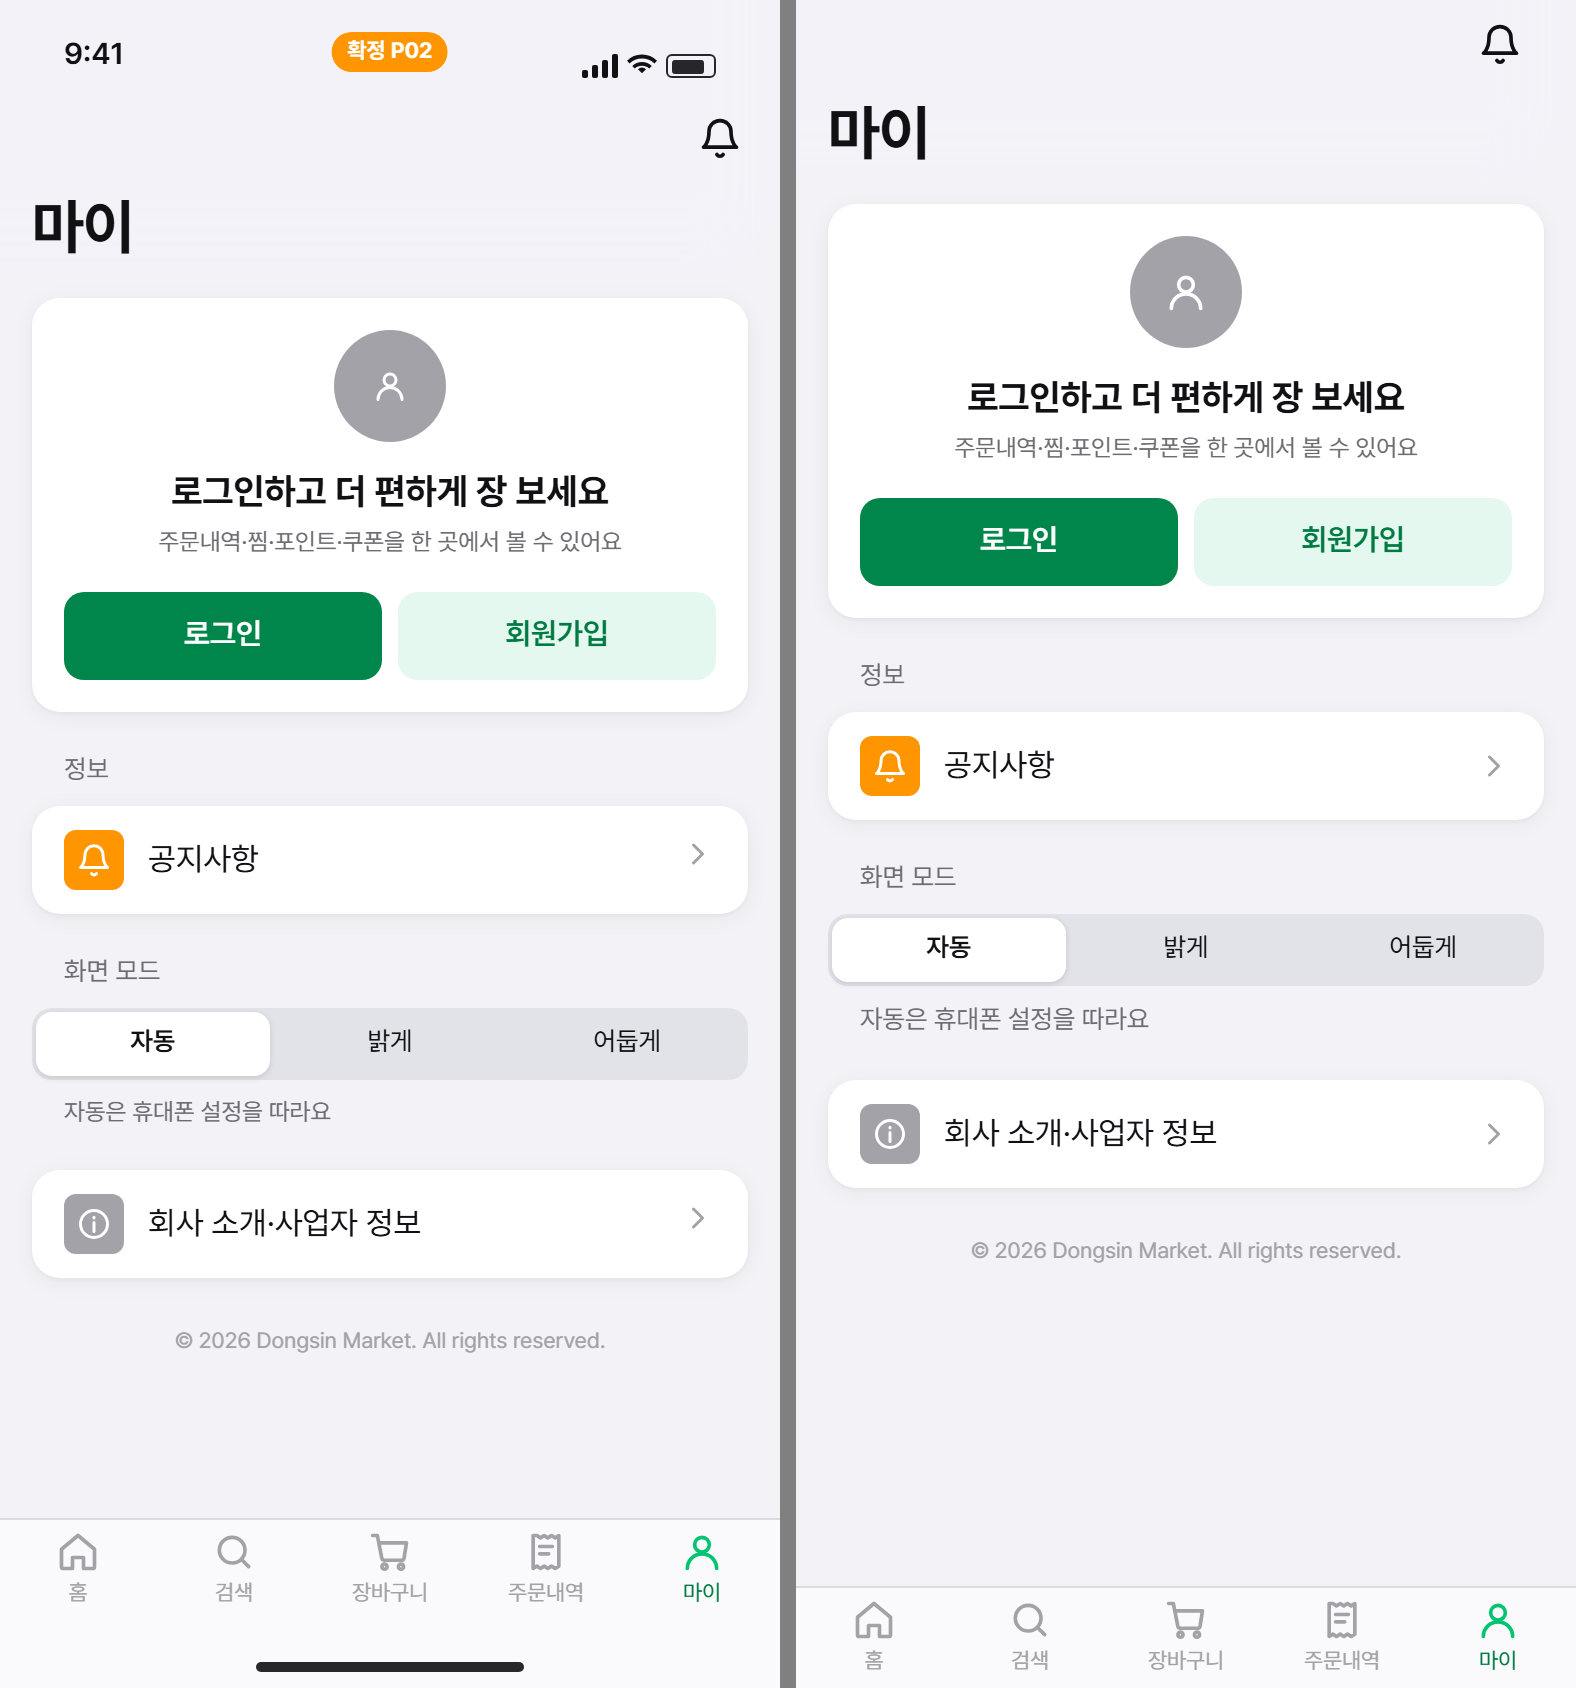 9:41
확정 P02
마이
로그인하고 더 편하게 장 보세요
주문내역·찜·포인트·쿠폰을 한 곳에서 볼 수 있어요
로그인
회원가입
정보
공지사항
화면 모드
자동
밝게
어둡게
자동은 휴대폰 설정을 따라요
회사 소개·사업자 정보
© 2026 Dongsin Market. All rights reserved.
홈
검색
장바구니
주문내역
마이
마이
로그인하고 더 편하게 장 보세요
주문내역·찜·포인트·쿠폰을 한 곳에서 볼 수 있어요
로그인
회원가입
정보
공지사항
화면 모드
자동
밝게
어둡게
자동은 휴대폰 설정을 따라요
회사 소개·사업자 정보
© 2026 Dongsin Market. All rights reserved.
홈
검색
장바구니
주문내역
마이